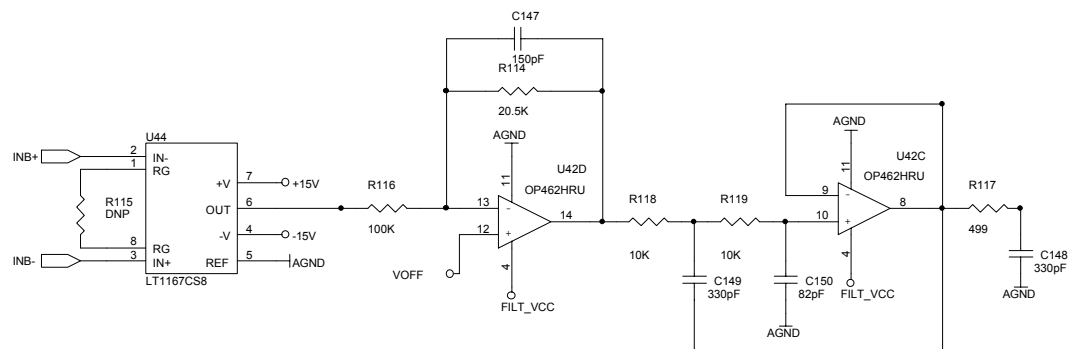 C147
150pF
R114
20.5K
AGND
AGND
U44
INB+
2
IN-
1
RG
U42D
U42C
OP462HRU
OP462HRU
11
11
+V
7
+15V
R115
DNP
OUT
6
R116
100K
13
-
12
+
14
R118
10K
R119
10K
9
-
10
+
8
R117
499
-V
4
-15V
8
RG
INB-
3
IN+
REF
5
AGND
LT1167CS8
VOFF
4
FILT_VCC
C149
330pF
C150
82pF
AGND
4
FILT_VCC
C148
330pF
AGND